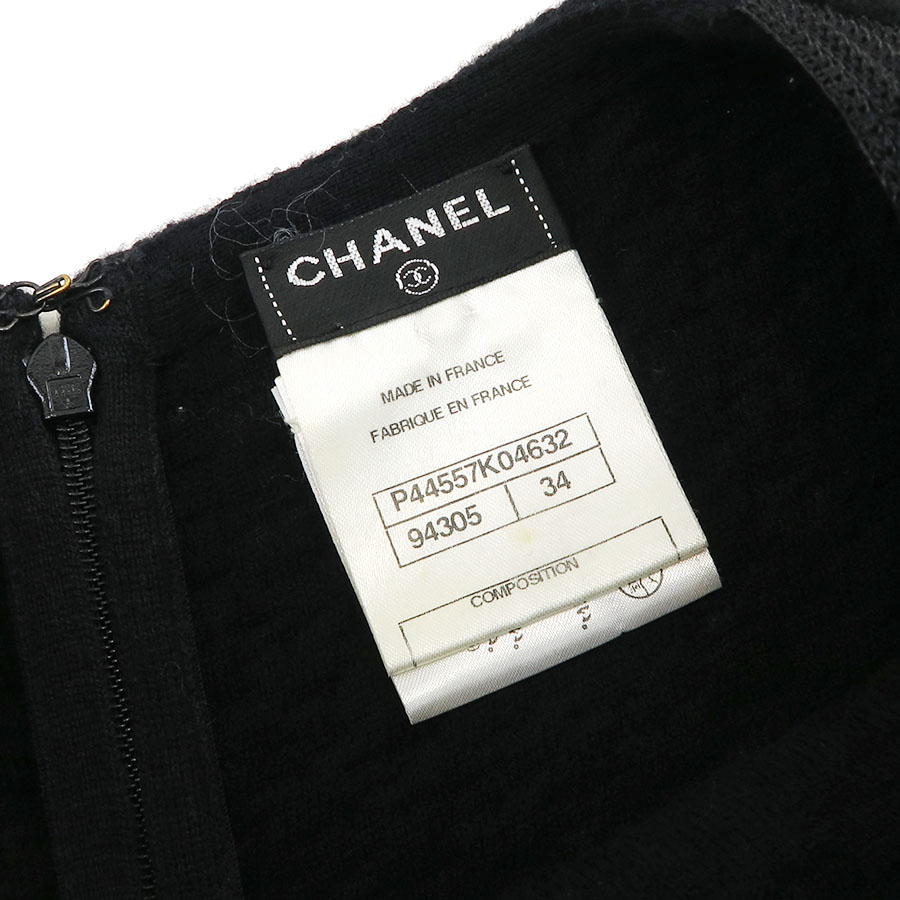 CHANEL
MADE IN FRANCE
FABRIQUE EN FRANCE
P44557K04632
94305 34
COMPOSITION